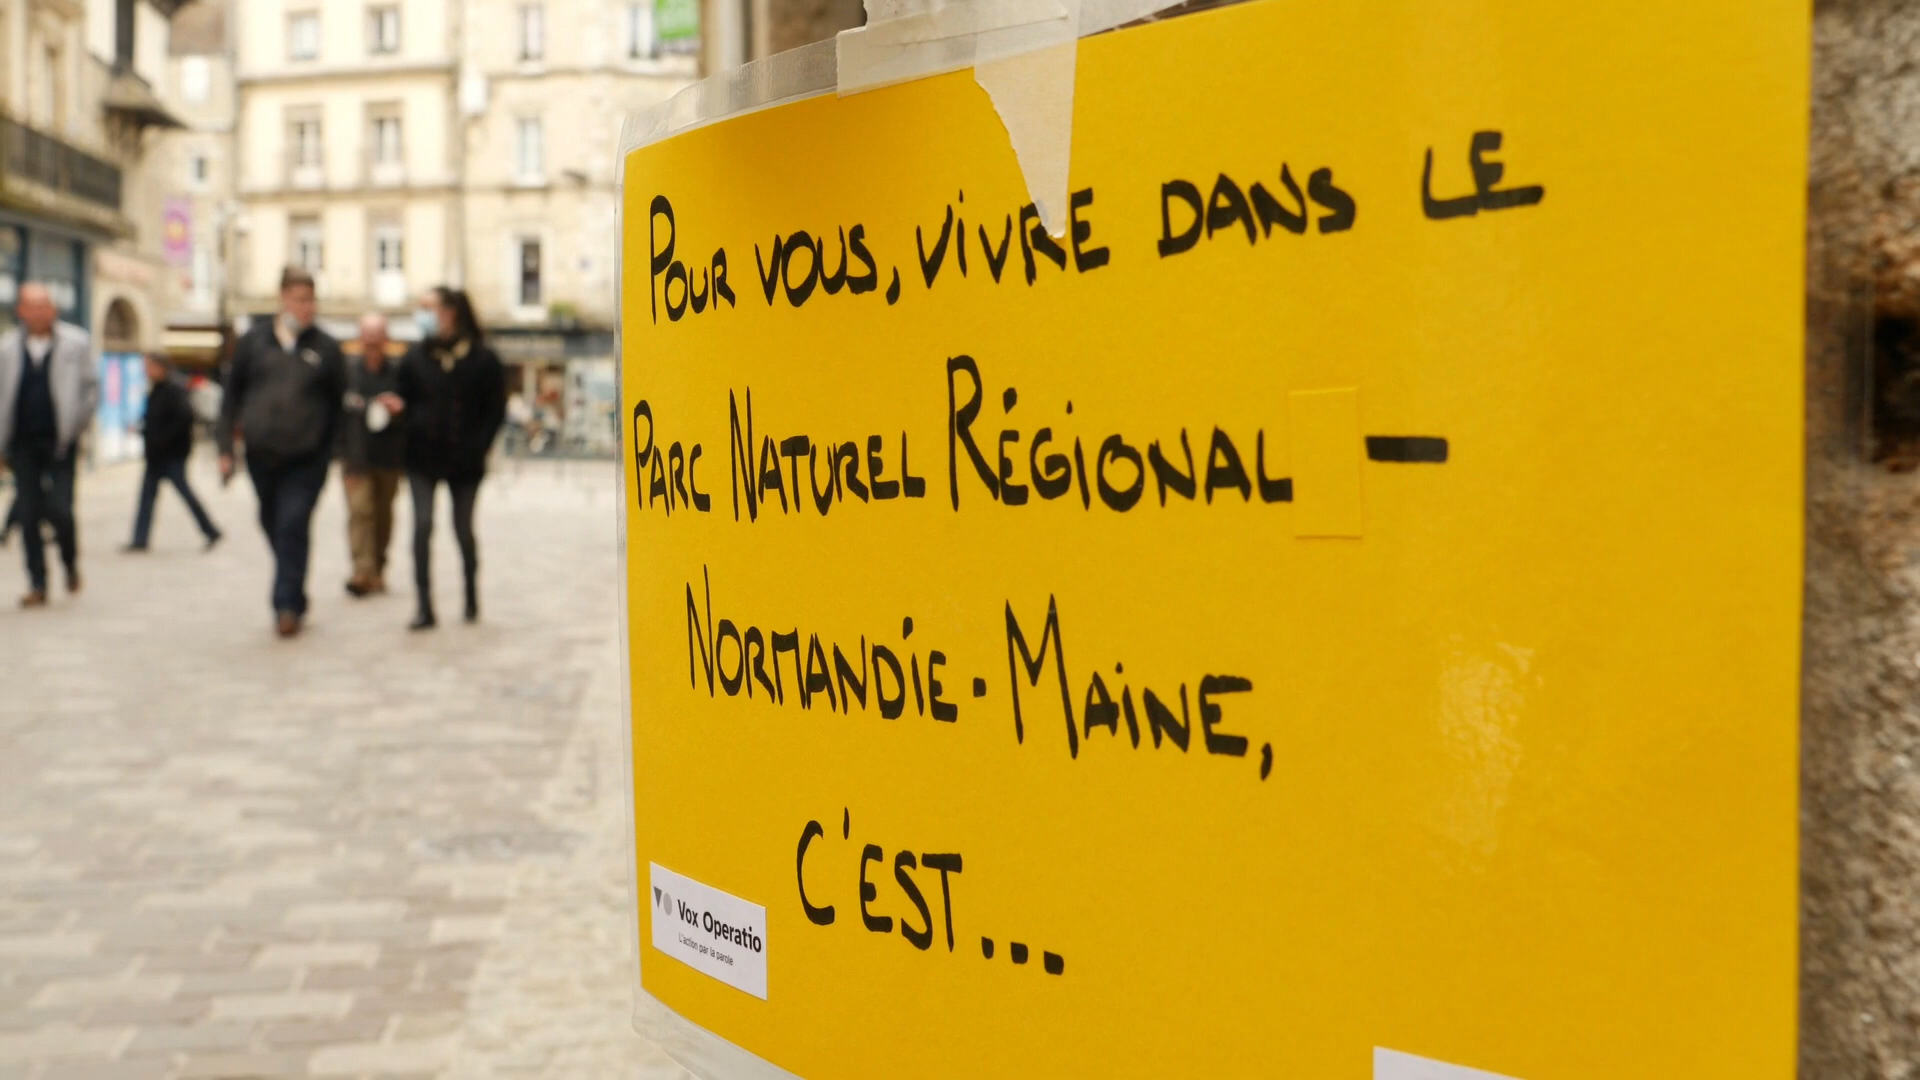 Pour vous, vivre dans le
Parc Naturel Régional -
Normandie-Maine,
c'est...
Vox Operatio
L'action par la parole